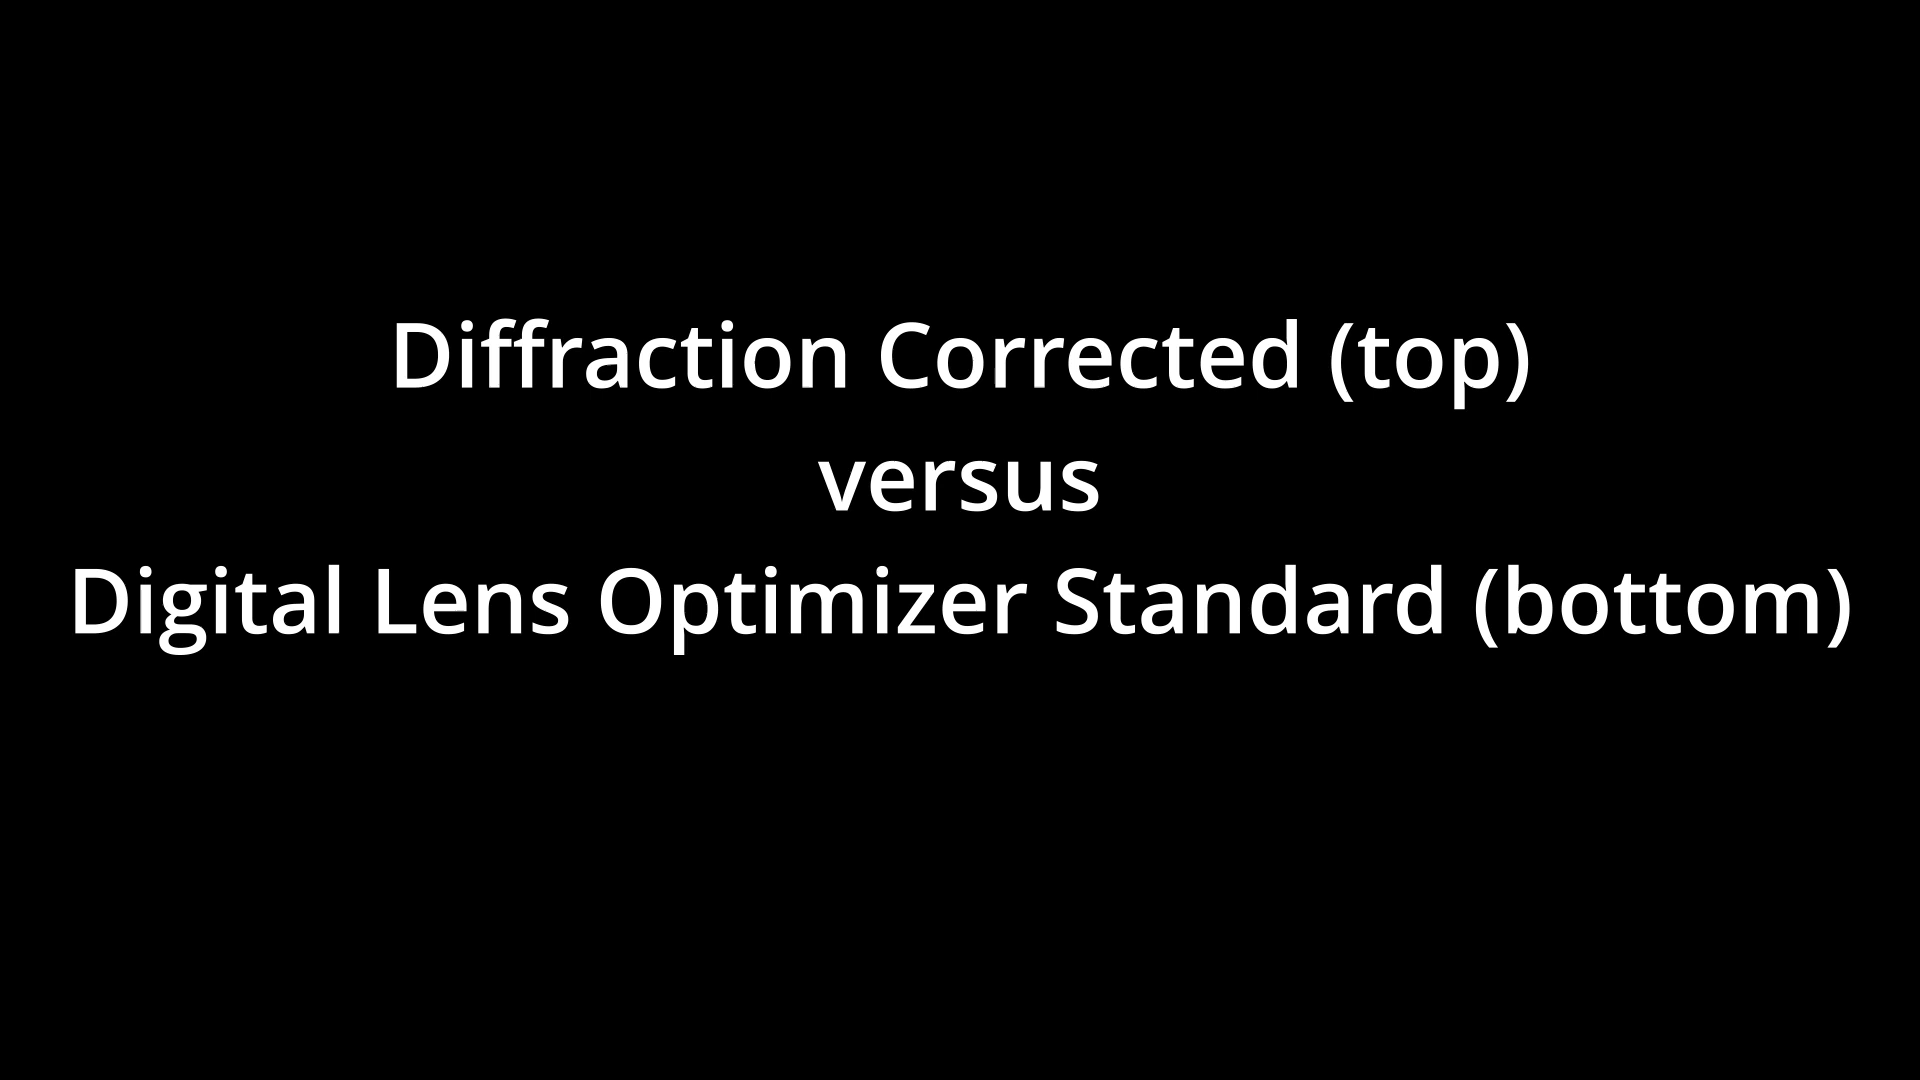 Diffraction Corrected (top)
versus
Digital Lens Optimizer Standard (bottom)